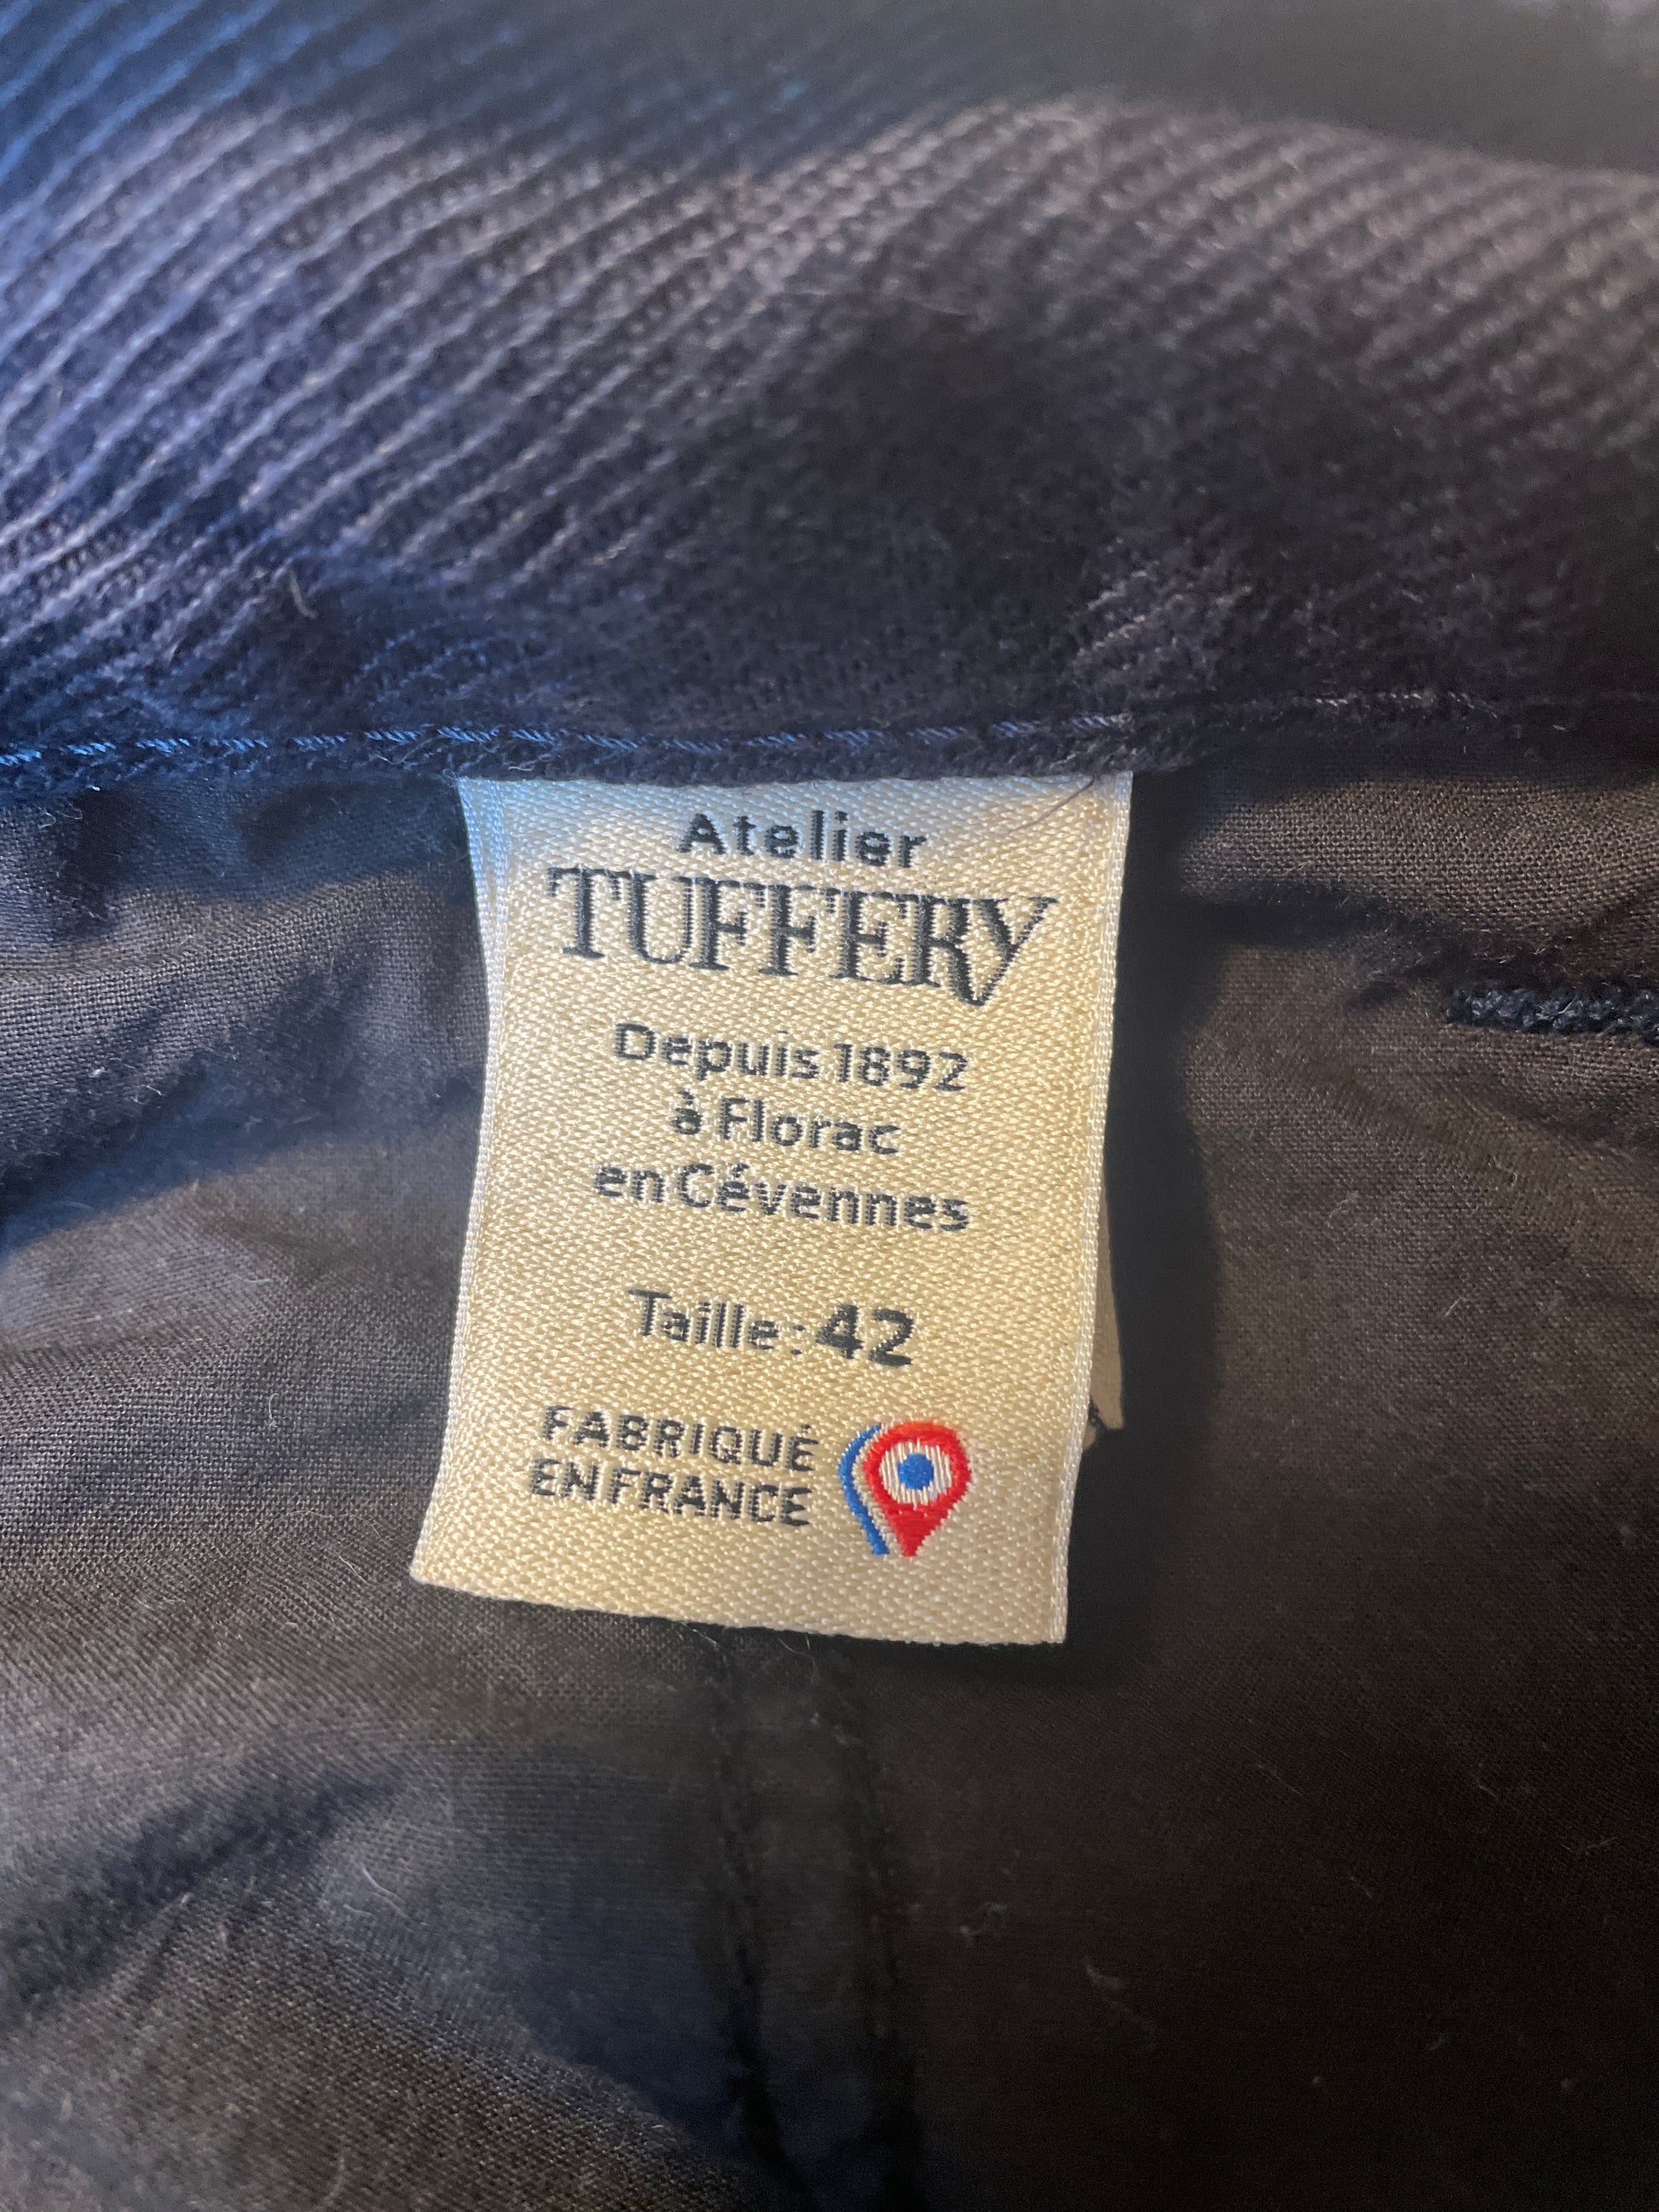 Atelier
TUFFERY
Depuis 1892
à Florac
en Cévennes
Taille : 42
FABRIQUÉ
EN FRANCE